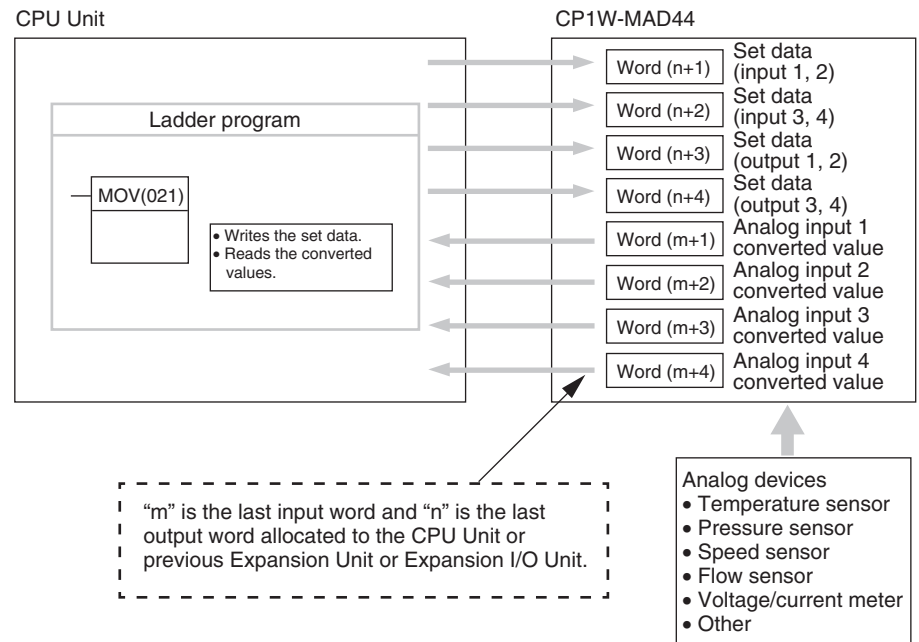 CPU Unit
CP1W-MAD44
Ladder program
MOV(021)
• Writes the set data.
• Reads the converted
values.
Word (n+1)
Set data
(input 1, 2)
Word (n+2)
Set data
(input 3, 4)
Word (n+3)
Set data
(output 1, 2)
Word (n+4)
Set data
(output 3, 4)
Word (m+1)
Analog input 1
converted value
Word (m+2)
Analog input 2
converted value
Word (m+3)
Analog input 3
converted value
Word (m+4)
Analog input 4
converted value
“m” is the last input word and “n” is the last
output word allocated to the CPU Unit or
previous Expansion Unit or Expansion I/O Unit.
Analog devices
• Temperature sensor
• Pressure sensor
• Speed sensor
• Flow sensor
• Voltage/current meter
• Other